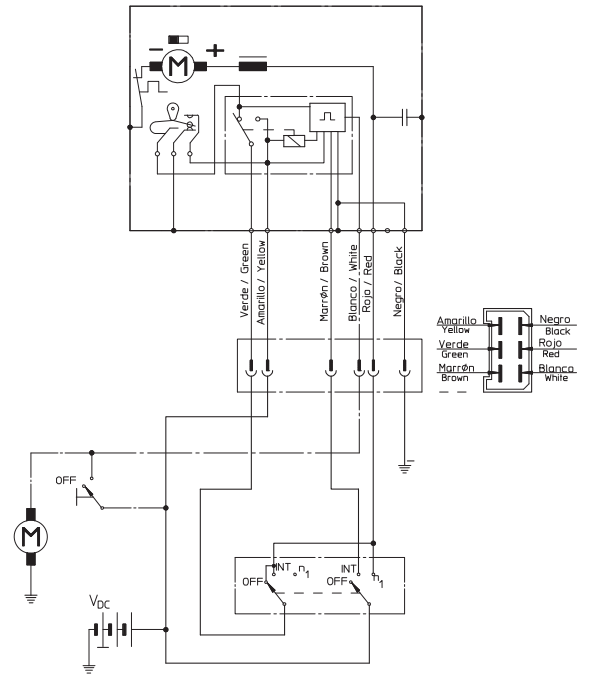 − +
M
Verde / Green
Amarillo / Yellow
MarrØn / Brown
Blanco / White
Rojo / Red
Negro / Black
Amarillo
Yellow
Verde
Green
MarrØn
Brown
Negro
Black
Rojo
Red
Blanco
White
OFF
M
INT n1
OFF
INT
OFF n1
VDC